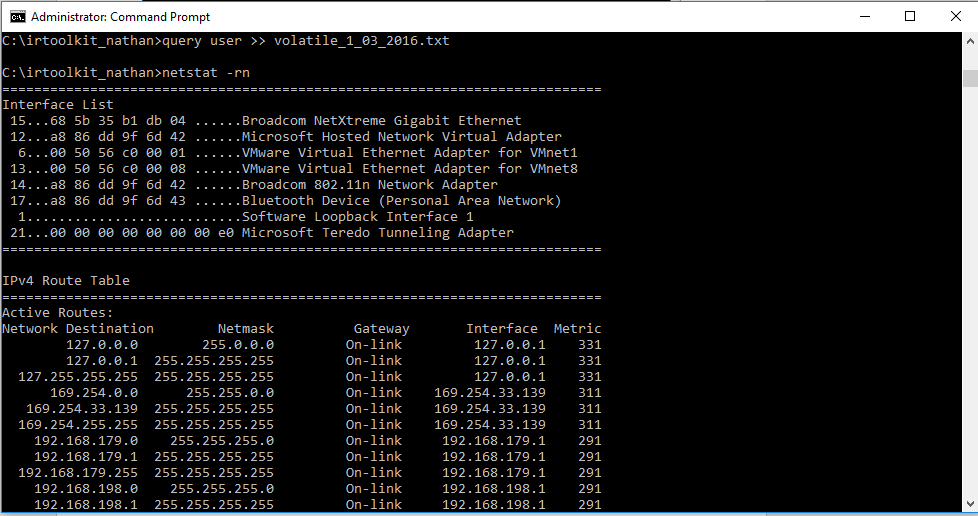 Administrator: Command Prompt
C:\irtoolkit_nathan>query user >> volatile_1_03_2016.txt
C:\irtoolkit_nathan>netstat -rn
===========================================================================
Interface List
 15...68 5b 35 b1 db 04 ......Broadcom NetXtreme Gigabit Ethernet
 12...a8 86 dd 9f 6d 42 ......Microsoft Hosted Network Virtual Adapter
  6...00 50 56 c0 00 01 ......VMware Virtual Ethernet Adapter for VMnet1
 13...00 50 56 c0 00 08 ......VMware Virtual Ethernet Adapter for VMnet8
 14...a8 86 dd 9f 6d 42 ......Broadcom 802.11n Network Adapter
 17...a8 86 dd 9f 6d 43 ......Bluetooth Device (Personal Area Network)
  1...........................Software Loopback Interface 1
 21...00 00 00 00 00 00 00 e0 Microsoft Teredo Tunneling Adapter
===========================================================================
IPv4 Route Table
===========================================================================
Active Routes:
Network Destination        Netmask          Gateway       Interface  Metric
        127.0.0.0        255.0.0.0         On-link         127.0.0.1    331
        127.0.0.1  255.255.255.255         On-link         127.0.0.1    331
  127.255.255.255  255.255.255.255         On-link         127.0.0.1    331
      169.254.0.0      255.255.0.0         On-link    169.254.33.139    311
   169.254.33.139  255.255.255.255         On-link    169.254.33.139    311
  169.254.255.255  255.255.255.255         On-link    169.254.33.139    311
    192.168.179.0    255.255.255.0         On-link     192.168.179.1    291
    192.168.179.1  255.255.255.255         On-link     192.168.179.1    291
  192.168.179.255  255.255.255.255         On-link     192.168.179.1    291
    192.168.198.0    255.255.255.0         On-link     192.168.198.1    291
    192.168.198.1  255.255.255.255         On-link     192.168.198.1    291